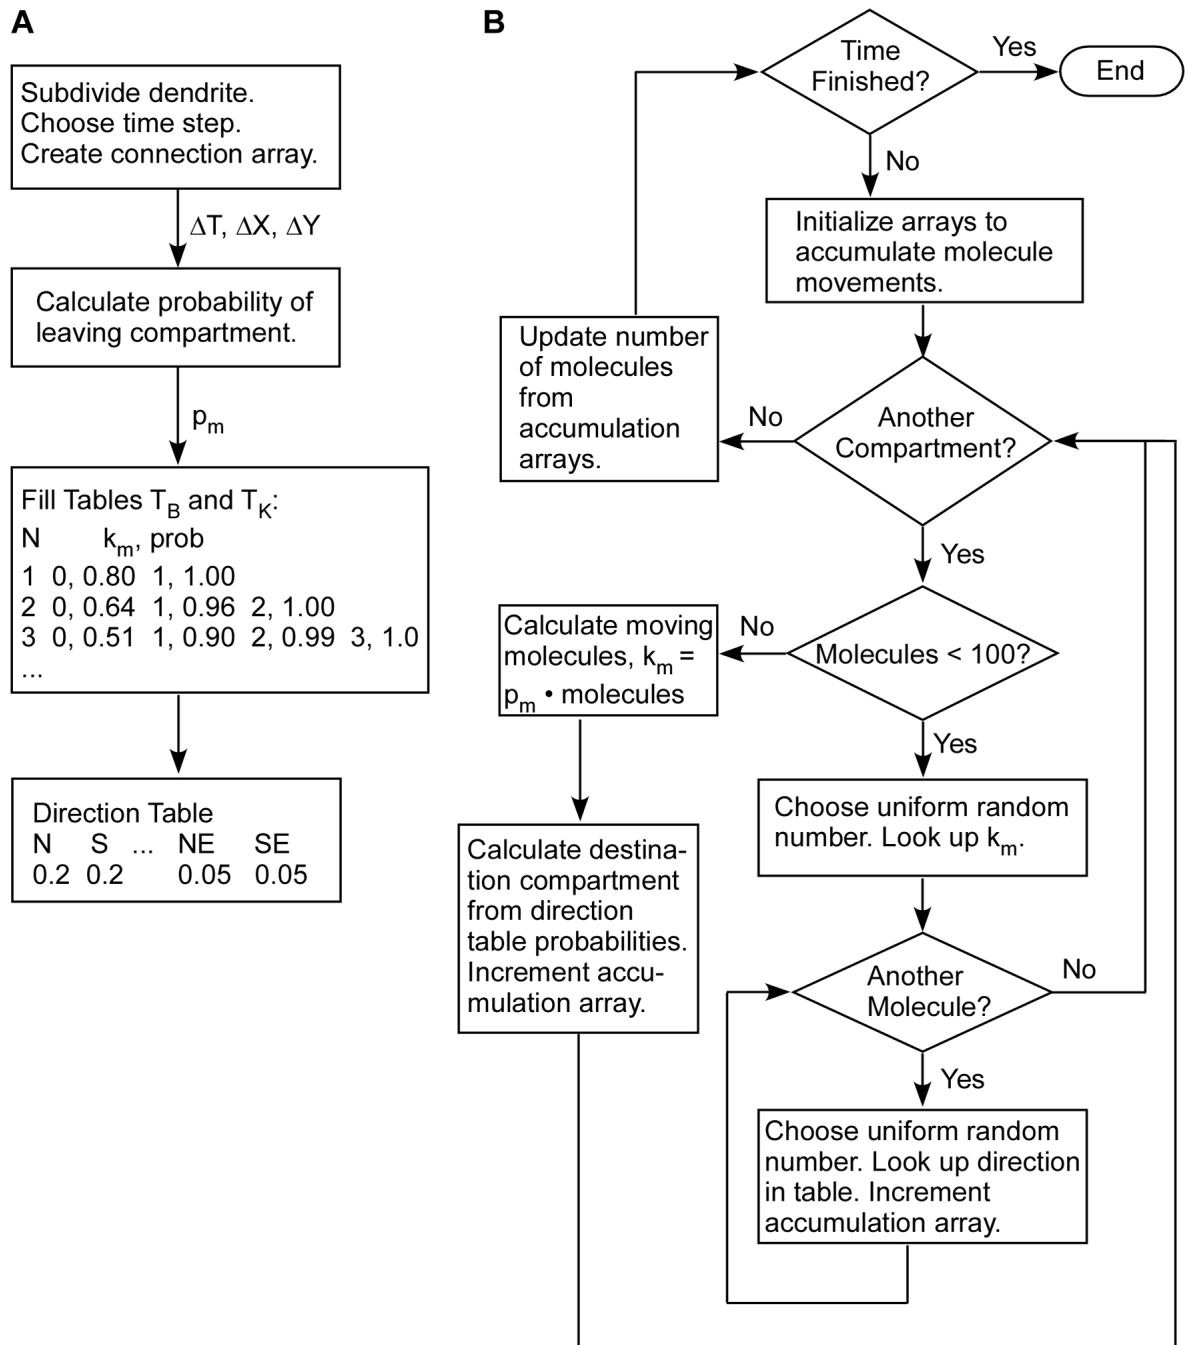 A
Subdivide dendrite.
Choose time step.
Create connection array.
ΔT, ΔX, ΔY
Calculate probability of
leaving compartment.
pm
Fill Tables TB and TK:
N km, prob
1 0, 0.80 1, 1.00
2 0, 0.64 1, 0.96 2, 1.00
3 0, 0.51 1, 0.90 2, 0.99 3, 1.0
...
Direction Table
N S ... NE SE
0.2 0.2 0.05 0.05
B
Time
Finished?
Yes
End
No
Initialize arrays to
accumulate molecule
movements.
Another
Compartment?
No
Update number
of molecules
from
accumulation
arrays.
Yes
Molecules < 100?
No
Calculate moving
molecules, km =
pm • molecules
Calculate destina-
tion compartment
from direction
table probabilities.
Increment accu-
mulation array.
Yes
Choose uniform random
number. Look up km.
Another
Molecule?
No
Yes
Choose uniform random
number. Look up direction
in table. Increment
accumulation array.